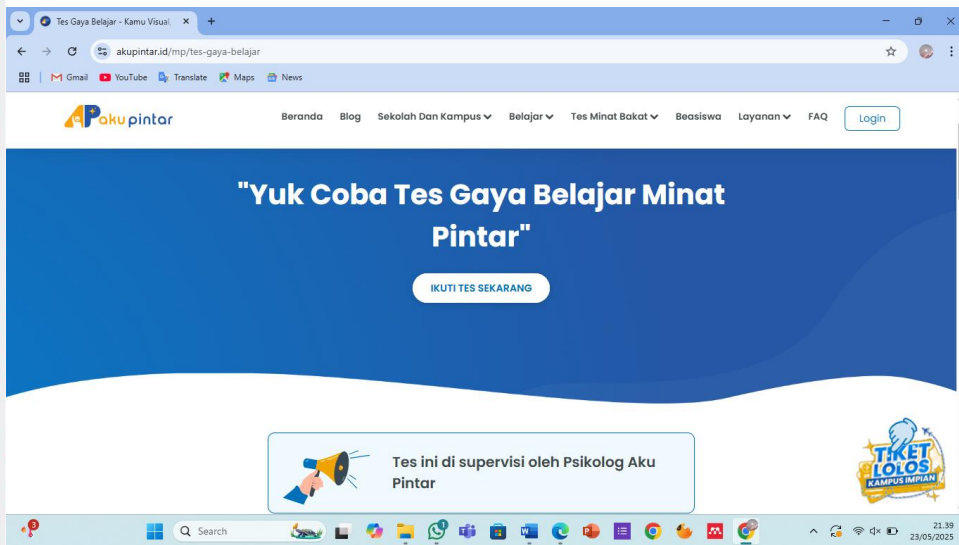 Tes Gaya Belajar - Kamu Visual,
akupintar.id/mp/tes-gaya-belajar
Gmail YouTube Translate Maps News
akupintar Beranda Blog Sekolah Dan Kampus Belajar Tes Minat Bakat Beasiswa Layanan FAQ Login
"Yuk Coba Tes Gaya Belajar Minat
Pintar"
IKUTI TES SEKARANG
Tes ini di supervisi oleh Psikolog Aku
Pintar
TIKET
LOLOS
KAMPUS IMPIAN
3
Search
21.39
23/05/2025